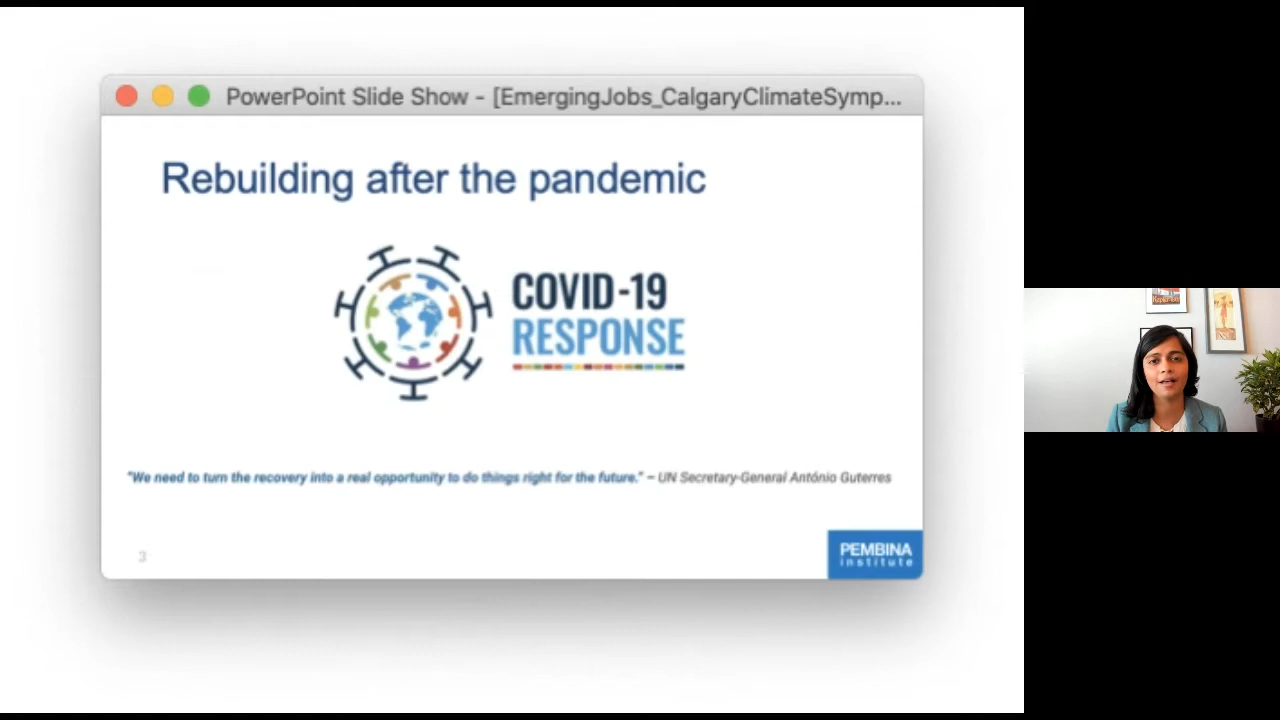 PowerPoint Slide Show - [EmergingJobs_CalgaryClimateSymp...
Rebuilding after the pandemic
COVID-19
RESPONSE
"We need to turn the recovery into a real opportunity to do things right for the future." – UN Secretary-General António Guterres
3
PEMBINA
institute